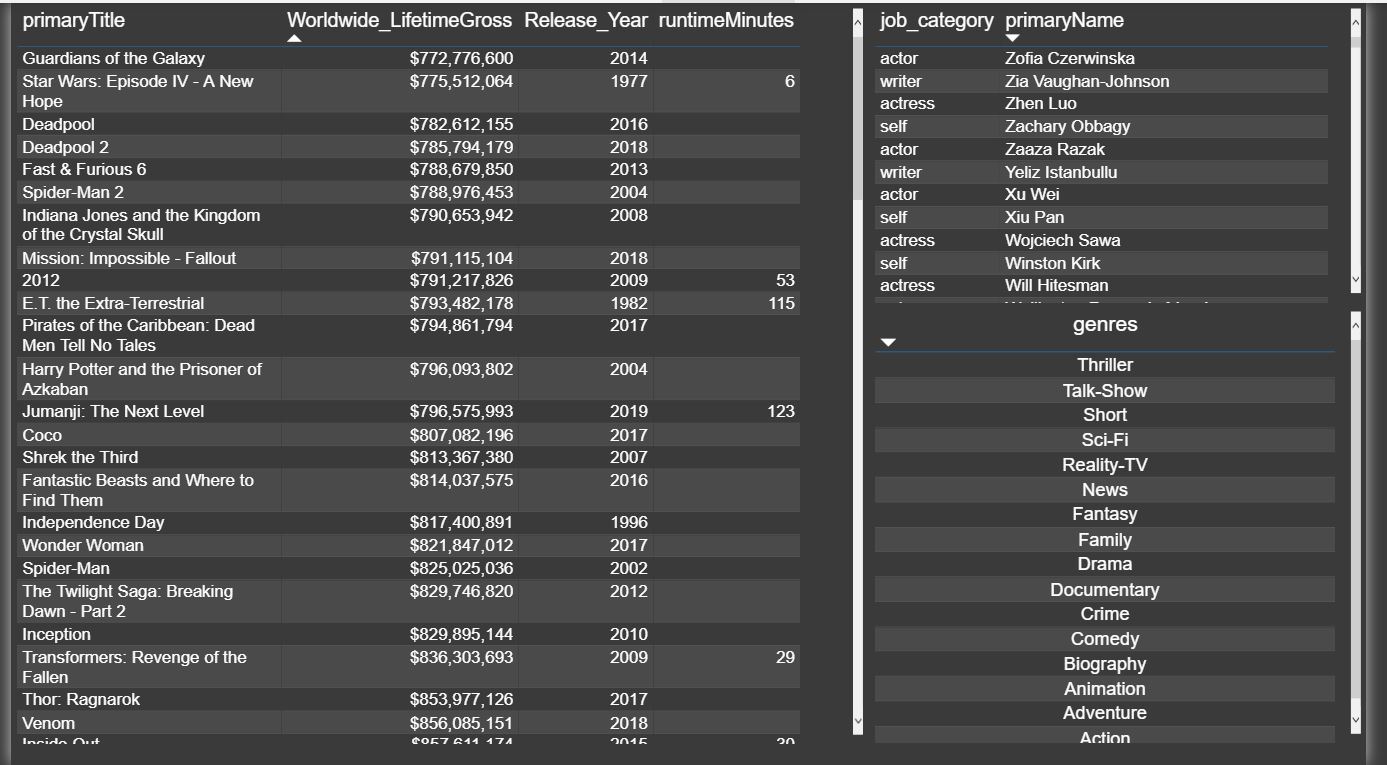 primaryTitle Worldwide_LifetimeGross Release_Year runtimeMinutes
Guardians of the Galaxy $772,776,600 2014
Star Wars: Episode IV - A New $775,512,064 1977 6
Hope
Deadpool $782,612,155 2016
Deadpool 2 $785,794,179 2018
Fast & Furious 6 $788,679,850 2013
Spider-Man 2 $788,976,453 2004
Indiana Jones and the Kingdom $790,653,942 2008
of the Crystal Skull
Mission: Impossible - Fallout $791,115,104 2018
2012 $791,217,826 2009 53
E.T. the Extra-Terrestrial $793,482,178 1982 115
Pirates of the Caribbean: Dead $794,861,794 2017
Men Tell No Tales
Harry Potter and the Prisoner of $796,093,802 2004
Azkaban
Jumanji: The Next Level $796,575,993 2019 123
Coco $807,082,196 2017
Shrek the Third $813,367,380 2007
Fantastic Beasts and Where to $814,037,575 2016
Find Them
Independence Day $817,400,891 1996
Wonder Woman $821,847,012 2017
Spider-Man $825,025,036 2002
The Twilight Saga: Breaking $829,746,820 2012
Dawn - Part 2
Inception $829,895,144 2010
Transformers: Revenge of the $836,303,693 2009 29
Fallen
Thor: Ragnarok $853,977,126 2017
Venom $856,085,151 2018
Inside Out $857,611,174 2015
job_category primaryName
actor Zofia Czerwinska
writer Zia Vaughan-Johnson
actress Zhen Luo
self Zachary Obbagy
actor Zaaza Razak
writer Yeliz Istanbullu
actor Xu Wei
self Xiu Pan
actress Wojciech Sawa
self Winston Kirk
actress Will Hitesman
genres
Thriller
Talk-Show
Short
Sci-Fi
Reality-TV
News
Fantasy
Family
Drama
Documentary
Crime
Comedy
Biography
Animation
Adventure
Action